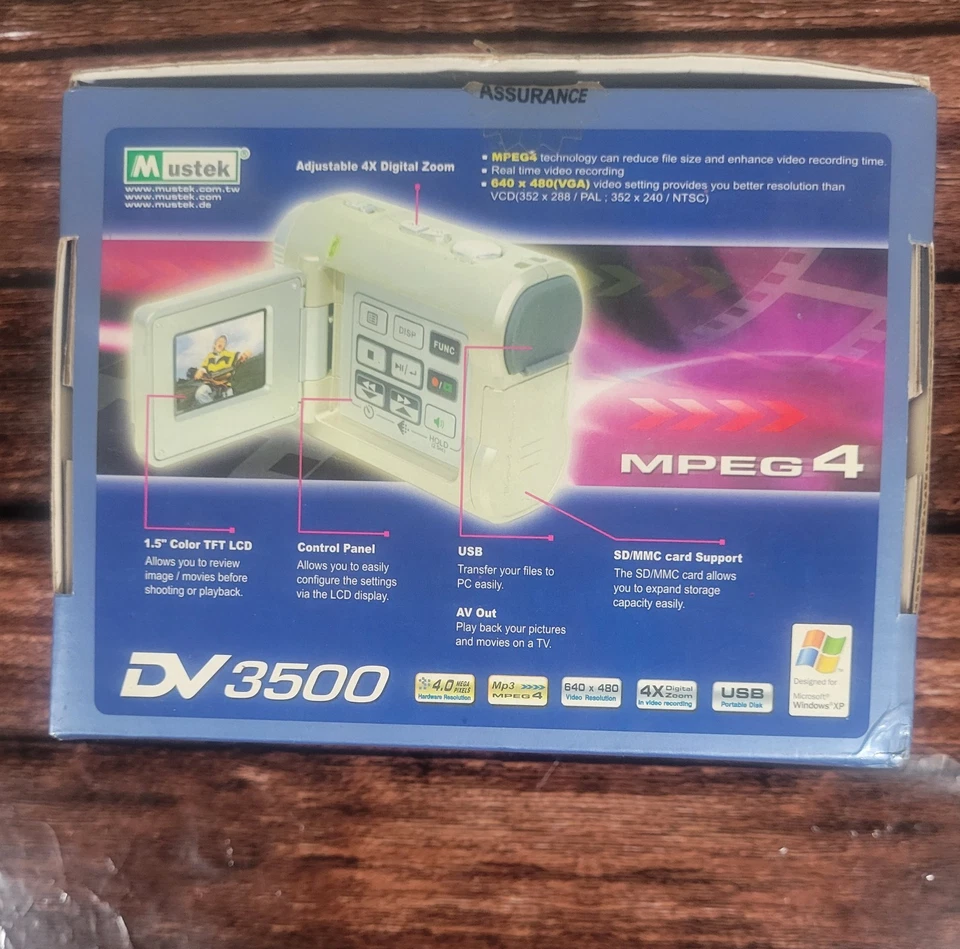 ASSURANCE
Mustek®
www.mustek.com.tw
www.mustek.com
www.mustek.de
Adjustable 4X Digital Zoom
▪ MPEG4 technology can reduce file size and enhance video recording time.
▪ Real time video recording
▪ 640 x 480(VGA) video setting provides you better resolution than
VCD(352 x 288 / PAL ; 352 x 240 / NTSC)
DISP
FUNC
HOLD
MPEG 4
1.5" Color TFT LCD
Allows you to review
image / movies before
shooting or playback.
Control Panel
Allows you to easily
configure the settings
via the LCD display.
USB
Transfer your files to
PC easily.
AV Out
Play back your pictures
and movies on a TV.
SD/MMC card Support
The SD/MMC card allows
you to expand storage
capacity easily.
DV 3500
4.0 MEGA PIXELS
Hardware Resolution
Mp3
MPEG 4
640 x 480
Video Resolution
4X Digital Zoom
in video recording
USB
Portable Disk
Designed for
Microsoft®
Windows®XP